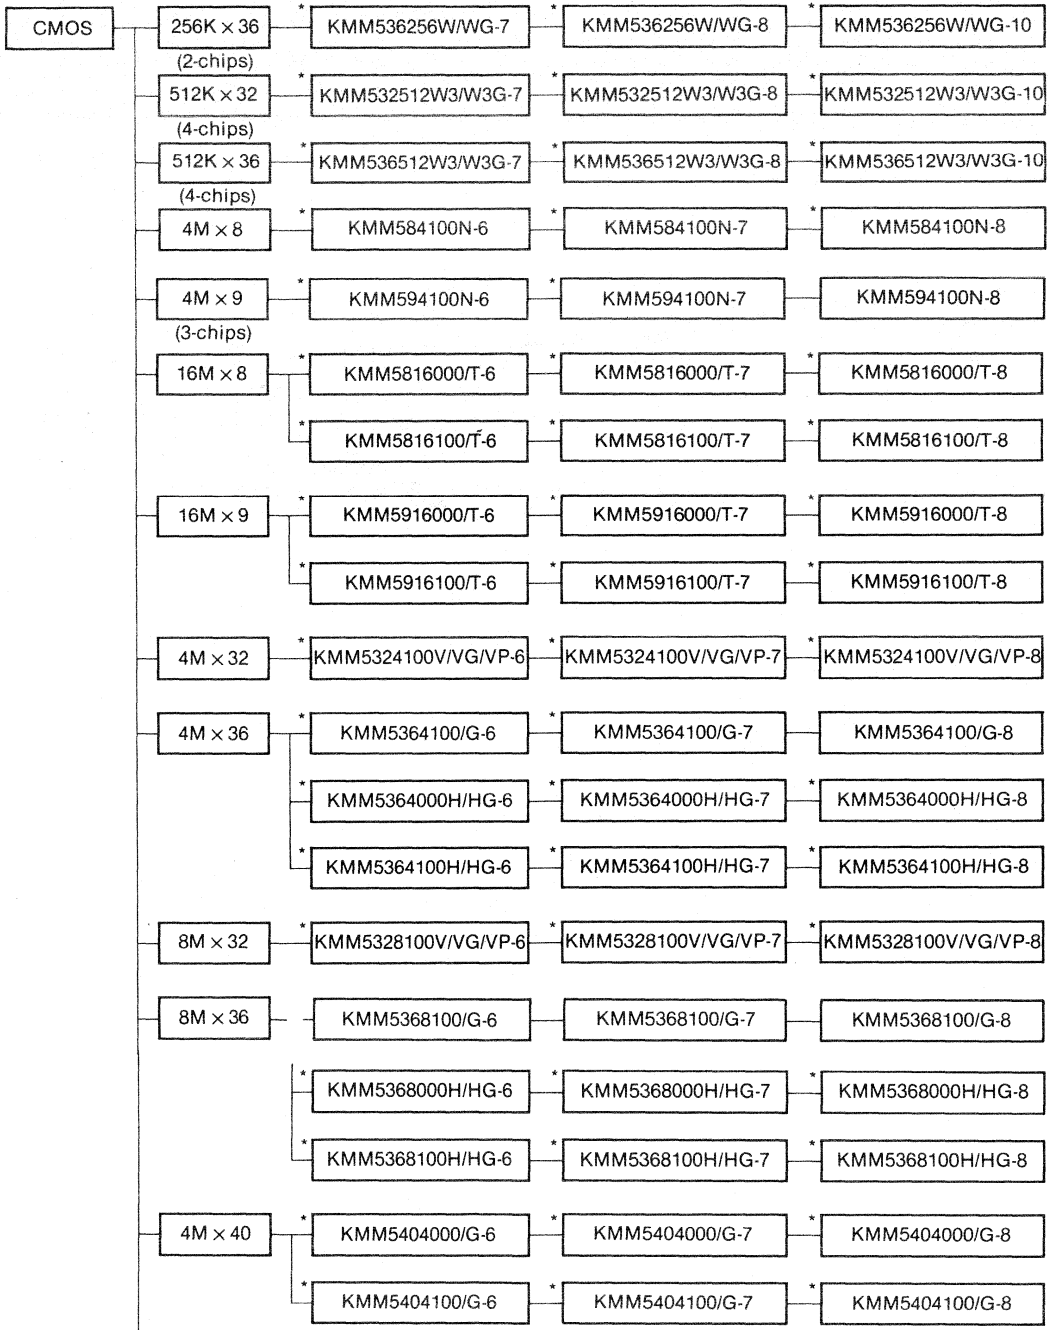 CMOS
256K × 36
* KMM536256W/WG-7
* KMM536256W/WG-8
* KMM536256W/WG-10
(2-chips)
512K × 32
* KMM532512W3/W3G-7
* KMM532512W3/W3G-8
* KMM532512W3/W3G-10
(4-chips)
512K × 36
* KMM536512W3/W3G-7
* KMM536512W3/W3G-8
* KMM536512W3/W3G-10
(4-chips)
4M × 8
* KMM584100N-6
* KMM584100N-7
* KMM584100N-8
4M × 9
* KMM594100N-6
* KMM594100N-7
KMM594100N-8
(3-chips)
16M × 8
* KMM5816000/T-6
* KMM5816000/T-7
* KMM5816000/T-8
* KMM5816100/T-6
* KMM5816100/T-7
* KMM5816100/T-8
16M × 9
* KMM5916000/T-6
* KMM5916000/T-7
* KMM5916000/T-8
* KMM5916100/T-6
* KMM5916100/T-7
* KMM5916100/T-8
4M × 32
* KMM5324100V/VG/VP-6
* KMM5324100V/VG/VP-7
* KMM5324100V/VG/VP-8
4M × 36
* KMM5364100/G-6
* KMM5364100/G-7
KMM5364100/G-8
* KMM5364000H/HG-6
* KMM5364000H/HG-7
* KMM5364000H/HG-8
* KMM5364100H/HG-6
* KMM5364100H/HG-7
* KMM5364100H/HG-8
8M × 32
* KMM5328100V/VG/VP-6
* KMM5328100V/VG/VP-7
* KMM5328100V/VG/VP-8
8M × 36
KMM5368100/G-6
KMM5368100/G-7
KMM5368100/G-8
* KMM5368000H/HG-6
* KMM5368000H/HG-7
* KMM5368000H/HG-8
* KMM5368100H/HG-6
* KMM5368100H/HG-7
* KMM5368100H/HG-8
4M × 40
* KMM5404000/G-6
* KMM5404000/G-7
* KMM5404000/G-8
* KMM5404100/G-6
* KMM5404100/G-7
* KMM5404100/G-8